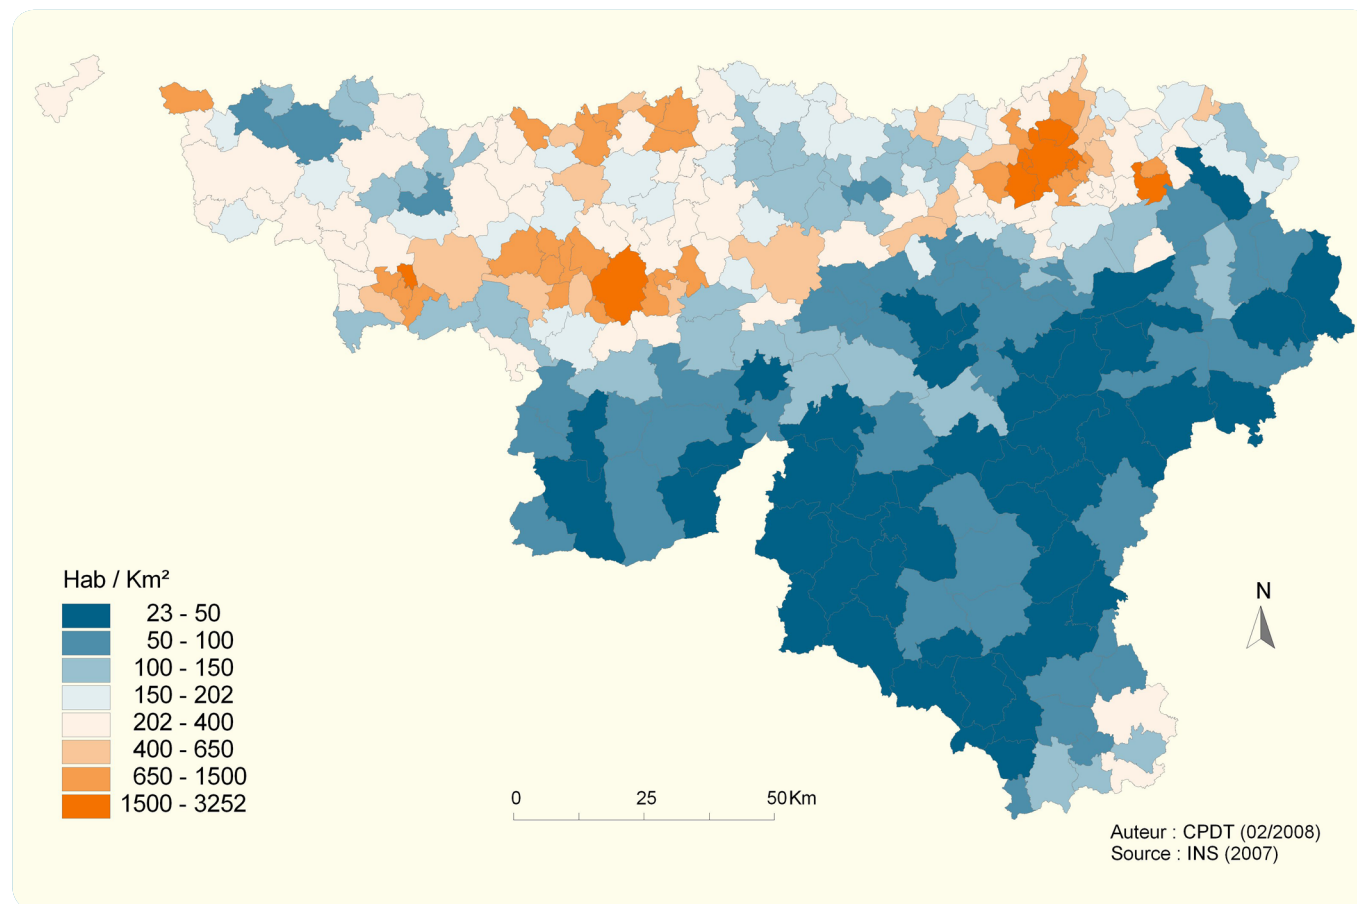 Hab / Km²
23 - 50
50 - 100
100 - 150
150 - 202
202 - 400
400 - 650
650 - 1500
1500 - 3252
0 25 50Km
N
Auteur : CPDT (02/2008)
Source : INS (2007)